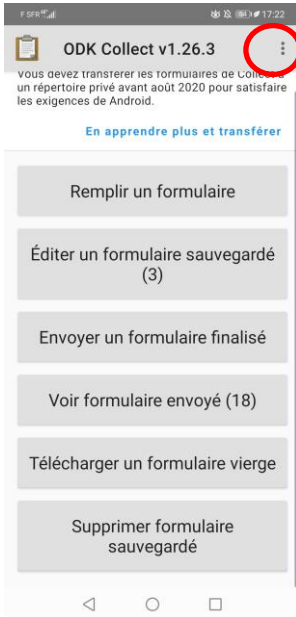 F SFR 4G
17:22
ODK Collect v1.26.3
Vous devez transférer les formulaires de Collect à
un répertoire privé avant août 2020 pour satisfaire
les exigences de Android.
En apprendre plus et transférer
Remplir un formulaire
Éditer un formulaire sauvegardé
(3)
Envoyer un formulaire finalisé
Voir formulaire envoyé (18)
Télécharger un formulaire vierge
Supprimer formulaire
sauvegardé